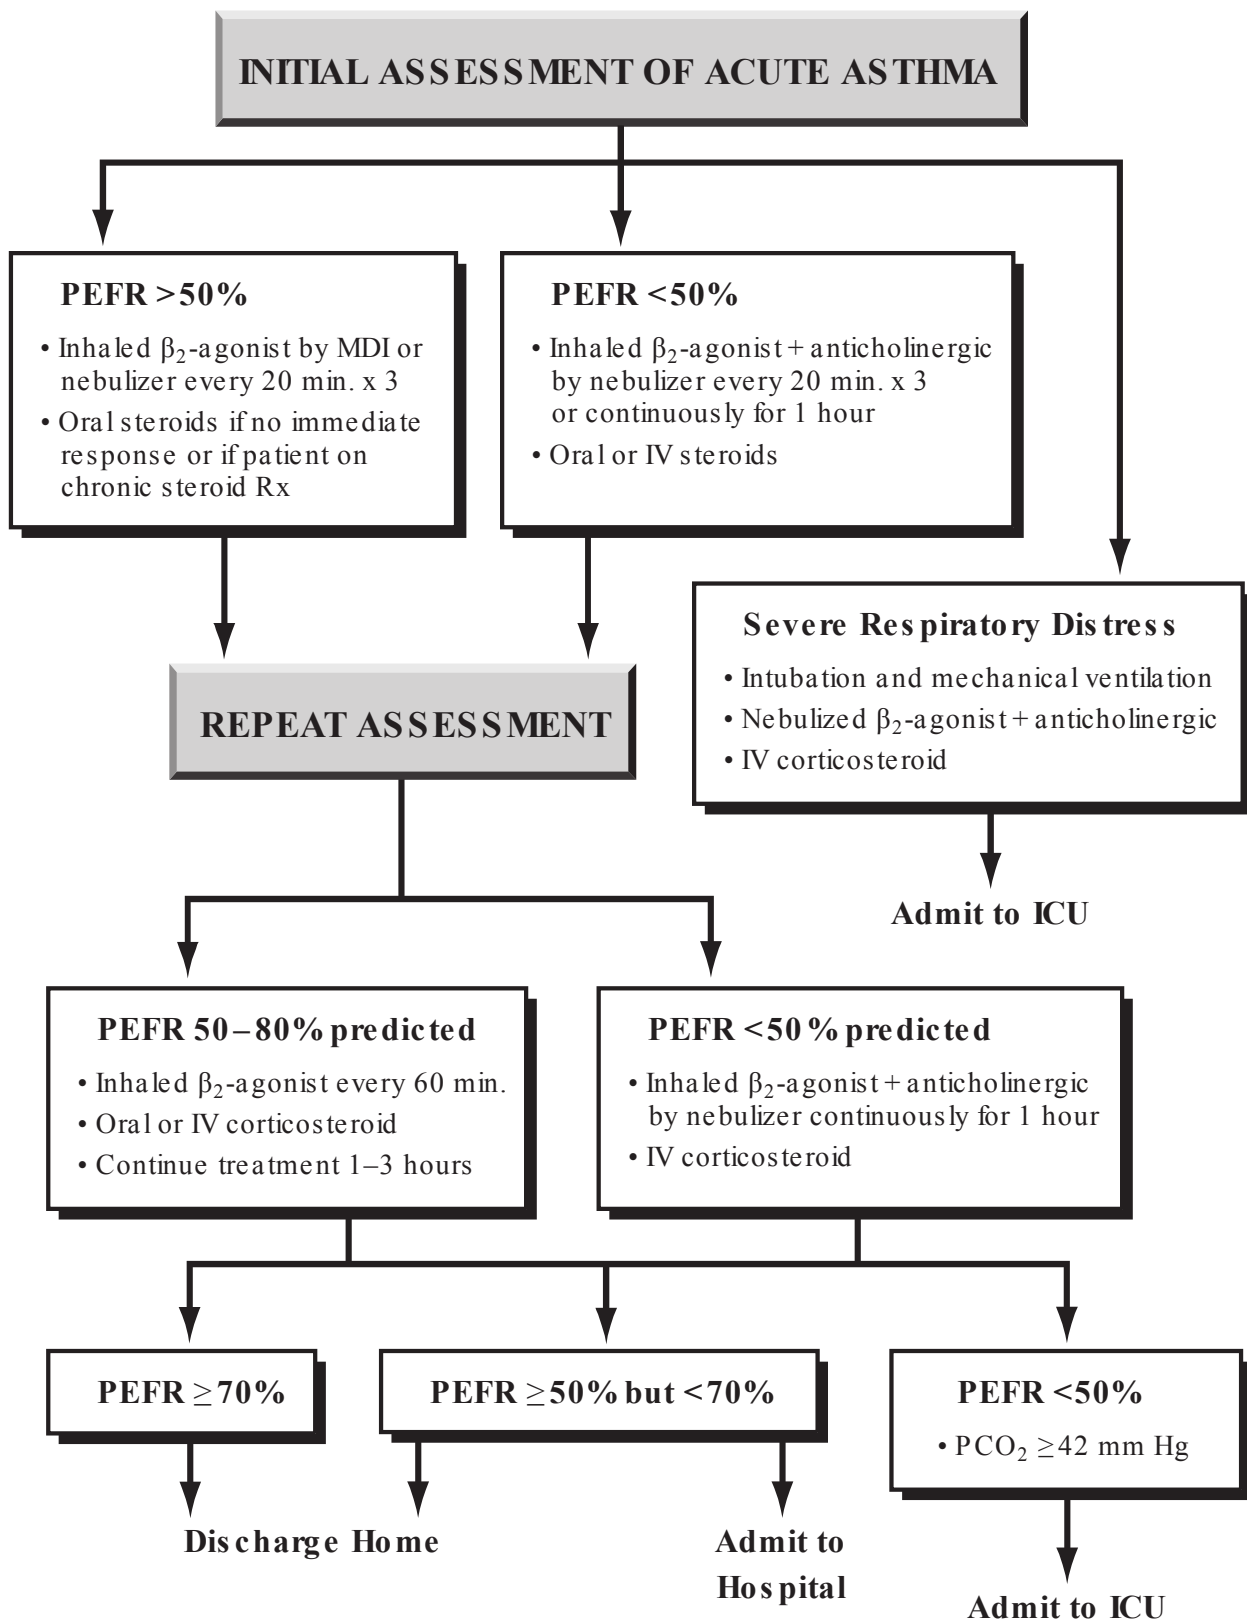 INITIAL ASSESSMENT OF ACUTE ASTHMA
PEFR >50%
• Inhaled β₂-agonist by MDI or
nebulizer every 20 min. x 3
• Oral steroids if no immediate
response or if patient on
chronic steroid Rx
PEFR <50%
• Inhaled β₂-agonist + anticholinergic
by nebulizer every 20 min. x 3
or continuously for 1 hour
• Oral or IV steroids
Severe Respiratory Distress
• Intubation and mechanical ventilation
• Nebulized β₂-agonist + anticholinergic
• IV corticosteroid
Admit to ICU
REPEAT ASSESSMENT
PEFR 50–80% predicted
• Inhaled β₂-agonist every 60 min.
• Oral or IV corticosteroid
• Continue treatment 1–3 hours
PEFR <50% predicted
• Inhaled β₂-agonist + anticholinergic
by nebulizer continuously for 1 hour
• IV corticosteroid
PEFR ≥70%
PEFR ≥50% but <70%
PEFR <50%
• PCO₂ ≥42 mm Hg
Discharge Home
Admit to
Hospital
Admit to ICU